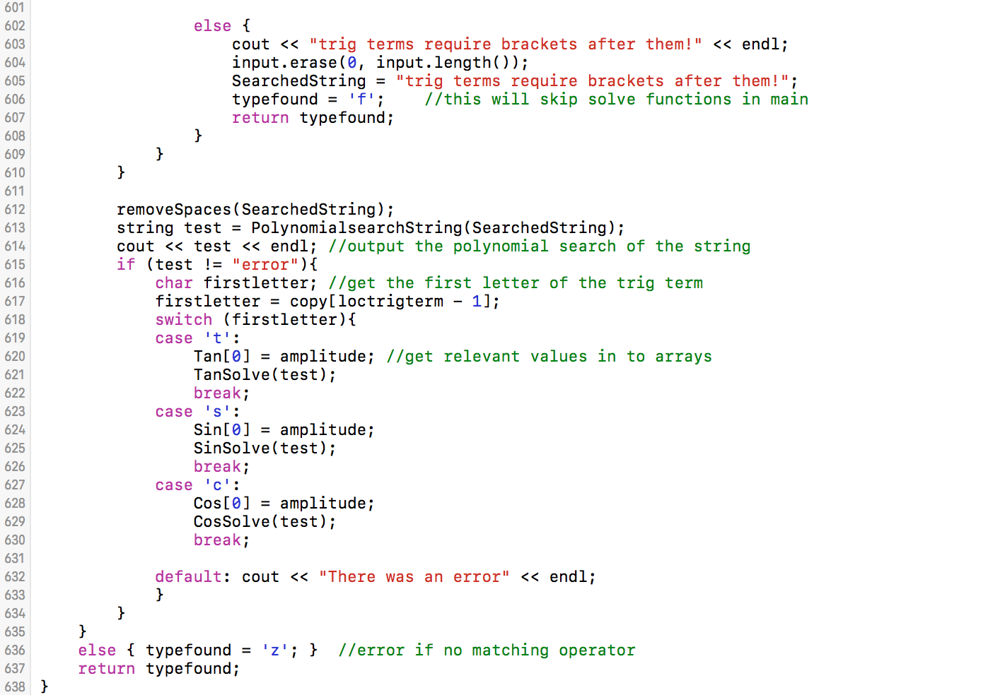 601
602 else {
603 cout << "trig terms require brackets after them!" << endl;
604 input.erase(0, input.length());
605 SearchedString = "trig terms require brackets after them!";
606 typefound = 'f'; //this will skip solve functions in main
607 return typefound;
608 }
609 }
610 }
611
612 removeSpaces(SearchedString);
613 string test = PolynomialsearchString(SearchedString);
614 cout << test << endl; //output the polynomial search of the string
615 if (test != "error"){
616 char firstletter; //get the first letter of the trig term
617 firstletter = copy[loctrigterm - 1];
618 switch (firstletter){
619 case 't':
620 Tan[0] = amplitude; //get relevant values in to arrays
621 TanSolve(test);
622 break;
623 case 's':
624 Sin[0] = amplitude;
625 SinSolve(test);
626 break;
627 case 'c':
628 Cos[0] = amplitude;
629 CosSolve(test);
630 break;
631
632 default: cout << "There was an error" << endl;
633 }
634 }
635 }
636 else { typefound = 'z'; } //error if no matching operator
637 return typefound;
638 }